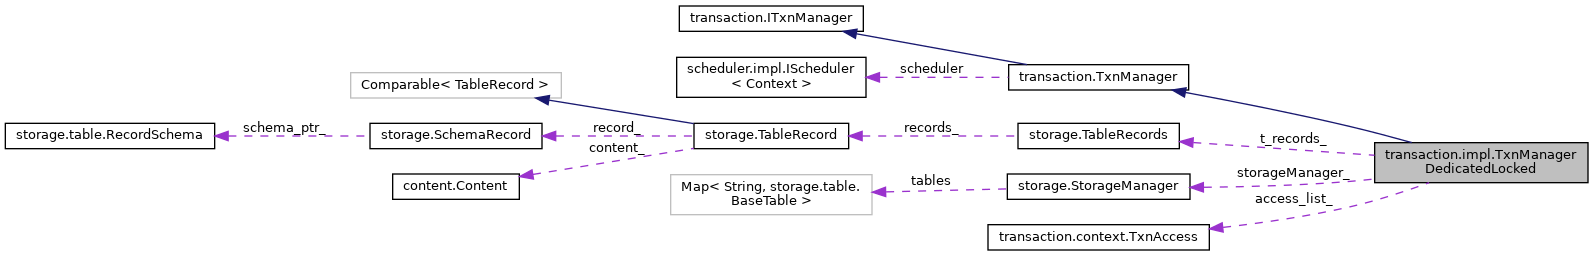 transaction.ITxnManager
scheduler.impl.IScheduler
< Context >
scheduler
transaction.TxnManager
Comparable< TableRecord >
storage.table.RecordSchema
schema_ptr_
storage.SchemaRecord
record_
content_
storage.TableRecord
records_
storage.TableRecords
t_records_
transaction.impl.TxnManager
DedicatedLocked
content.Content
Map< String, storage.table.
BaseTable >
tables
storage.StorageManager
storageManager_
access_list_
transaction.context.TxnAccess